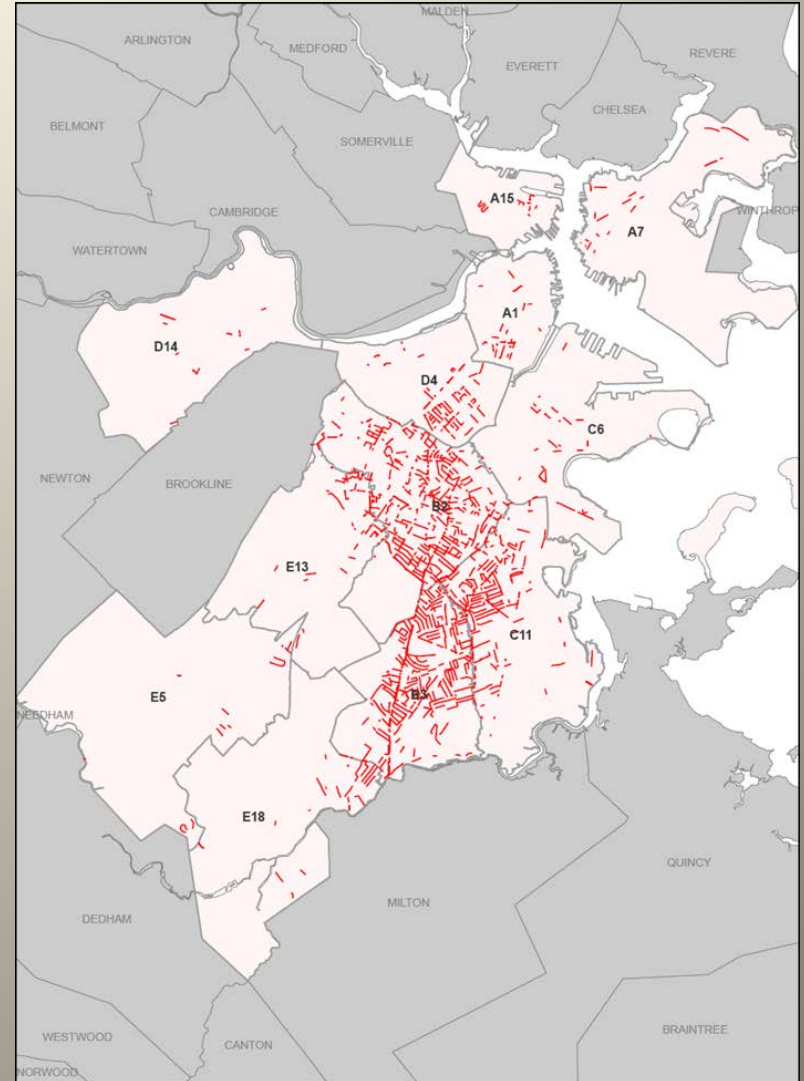 MALDEN
ARLINGTON
MEDFORD
REVERE
EVERETT
CHELSEA
BELMONT
SOMERVILLE
A15
CAMBRIDGE
WINTHROP
A7
WATERTOWN
A1
D14
D4
C6
NEWTON
BROOKLINE
B2
E13
C11
E5
B3
NEEDHAM
E18
QUINCY
MILTON
DEDHAM
BRAINTREE
WESTWOOD
CANTON
NORWOOD